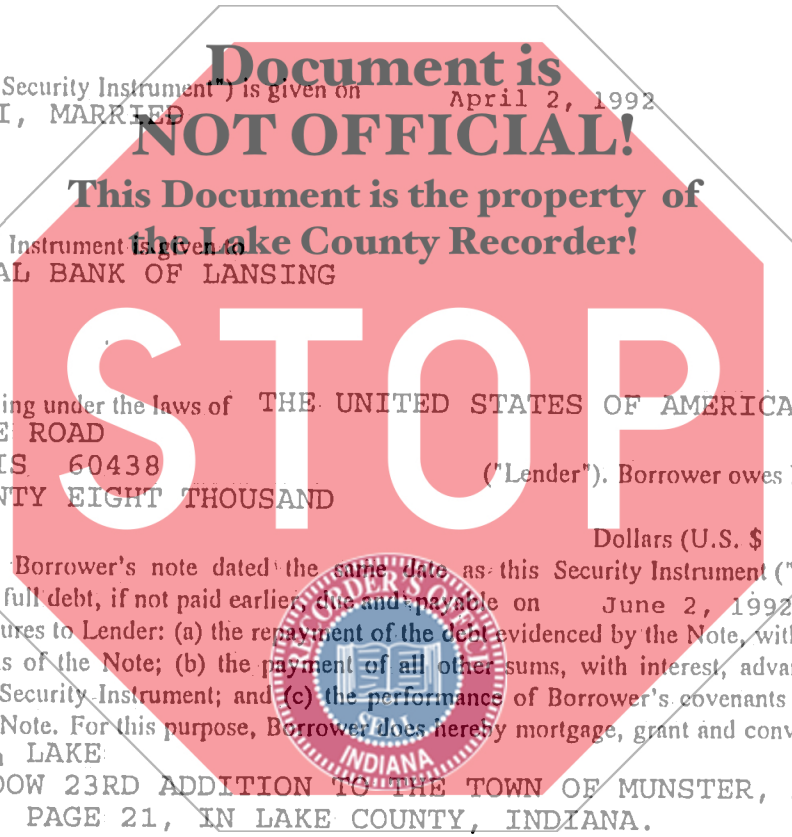 Document is
Security Instrument") is given on April 2, 1992
I, MARRIED
NOT OFFICIAL!
This Document is the property of
the Lake County Recorder!
Instrument is given to
AL BANK OF LANSING
STOP
ing under the laws of THE UNITED STATES OF AMERICA
E ROAD
IS 60438 ("Lender"). Borrower owes
NTY EIGHT THOUSAND
Dollars (U.S. $
Borrower's note dated the same date as this Security Instrument ("
full debt, if not paid earlier, due and payable on June 2, 1992
ures to Lender: (a) the repayment of the debt evidenced by the Note, with
s of the Note; (b) the payment of all other sums, with interest, advan
Security Instrument; and (c) the performance of Borrower's covenants
Note. For this purpose, Borrower does hereby mortgage, grant and conv
LAKE
DOW 23RD ADDITION TO THE TOWN OF MUNSTER,
PAGE 21, IN LAKE COUNTY, INDIANA.
RECORDER'S
SEAL
INDIANA